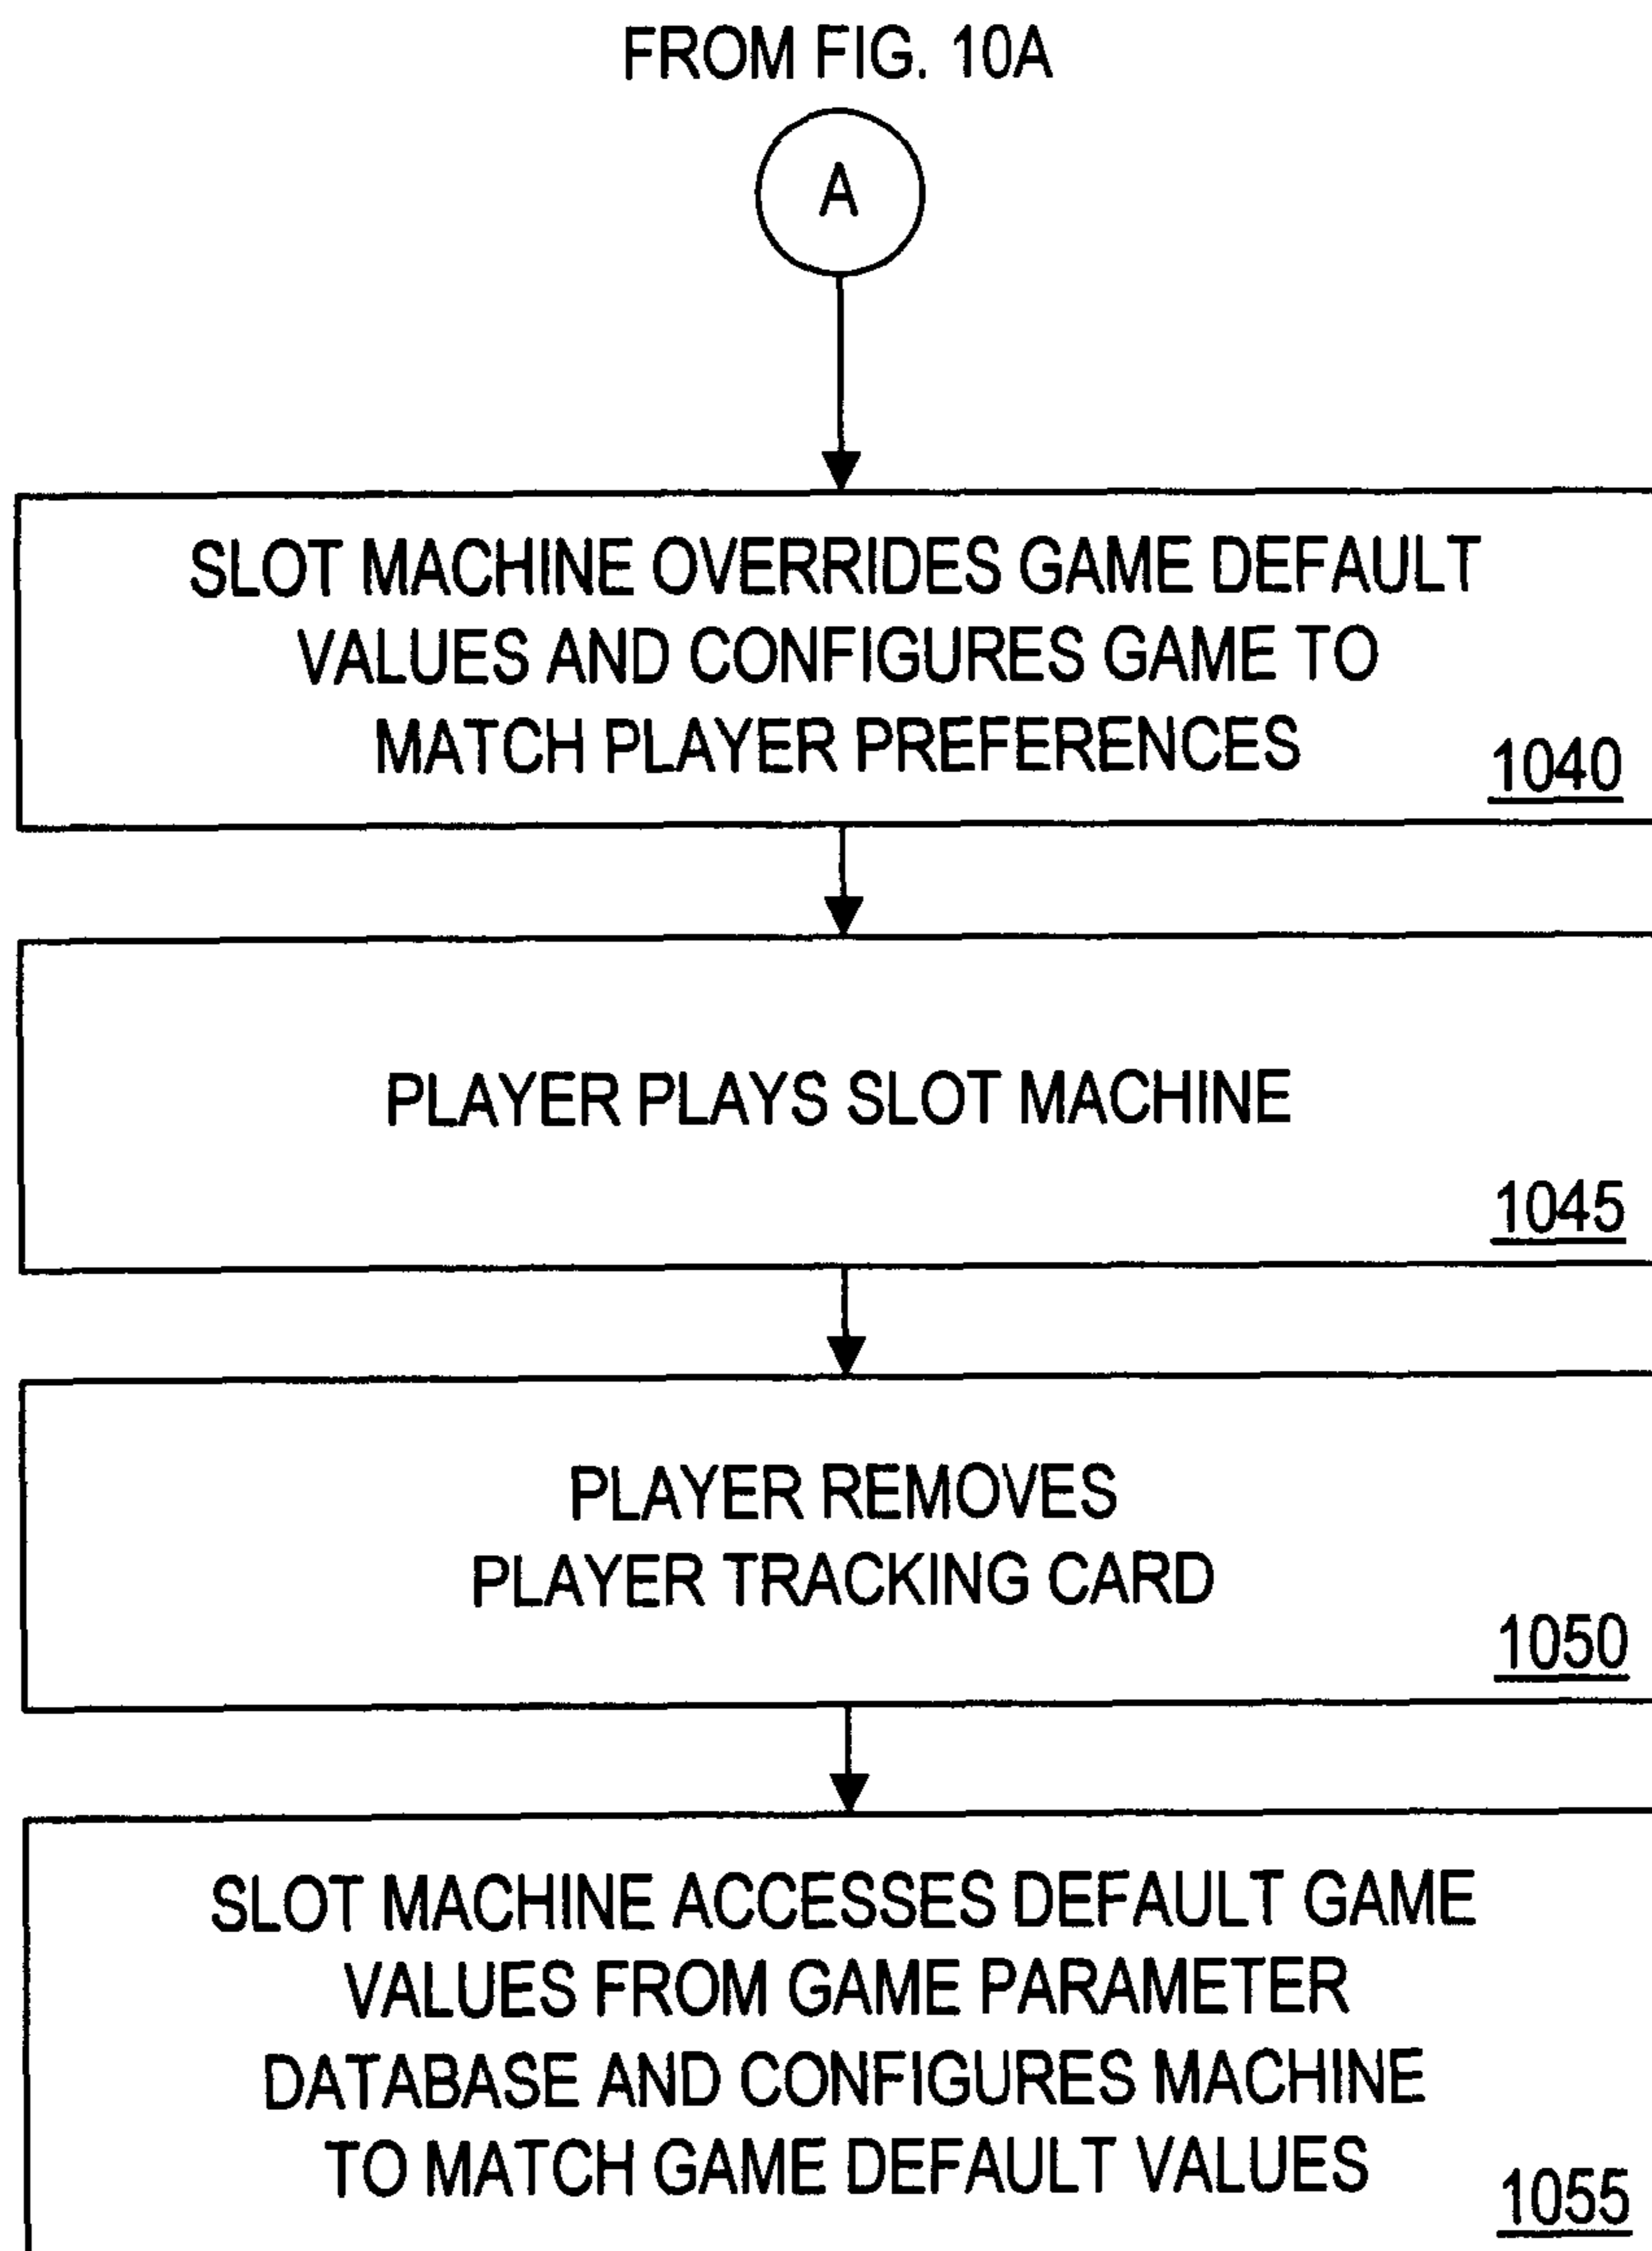 FROM FIG. 10A
A
SLOT MACHINE OVERRIDES GAME DEFAULT
VALUES AND CONFIGURES GAME TO
MATCH PLAYER PREFERENCES
1040
PLAYER PLAYS SLOT MACHINE
1045
PLAYER REMOVES
PLAYER TRACKING CARD
1050
SLOT MACHINE ACCESSES DEFAULT GAME
VALUES FROM GAME PARAMETER
DATABASE AND CONFIGURES MACHINE
TO MATCH GAME DEFAULT VALUES
1055